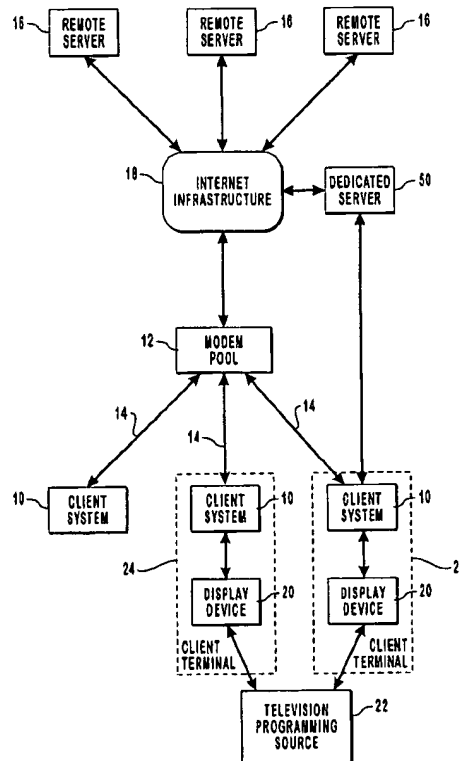 16
REMOTE
SERVER
REMOTE
SERVER
16
REMOTE
SERVER
16
18
INTERNET
INFRASTRUCTURE
DEDICATED
SERVER
50
12
MODEM
POOL
14
14
14
10
CLIENT
SYSTEM
CLIENT
SYSTEM
10
CLIENT
SYSTEM
10
24
2
DISPLAY
DEVICE
20
DISPLAY
DEVICE
20
CLIENT
TERMINAL
CLIENT
TERMINAL
TELEVISION
PROGRAMMING
SOURCE
22